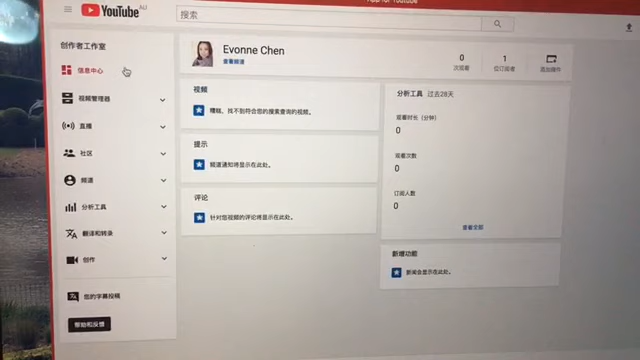 App for Youtube
YouTube AU
搜索
创作者工作室
信息中心
视频管理器
直播
社区
频道
分析工具
翻译和转录
创作
您的字幕投稿
帮助和反馈
Evonne Chen
查看频道
0
次观看
1
位订阅者
添加微件
视频
糟糕，找不到符合您的搜索查询的视频。
提示
频道通知将显示在此处。
评论
针对您视频的评论将显示在此处。
分析工具 过去28天
观看时长（分钟）
0
观看次数
0
订阅人数
0
查看全部
新增功能
新闻会显示在此处。